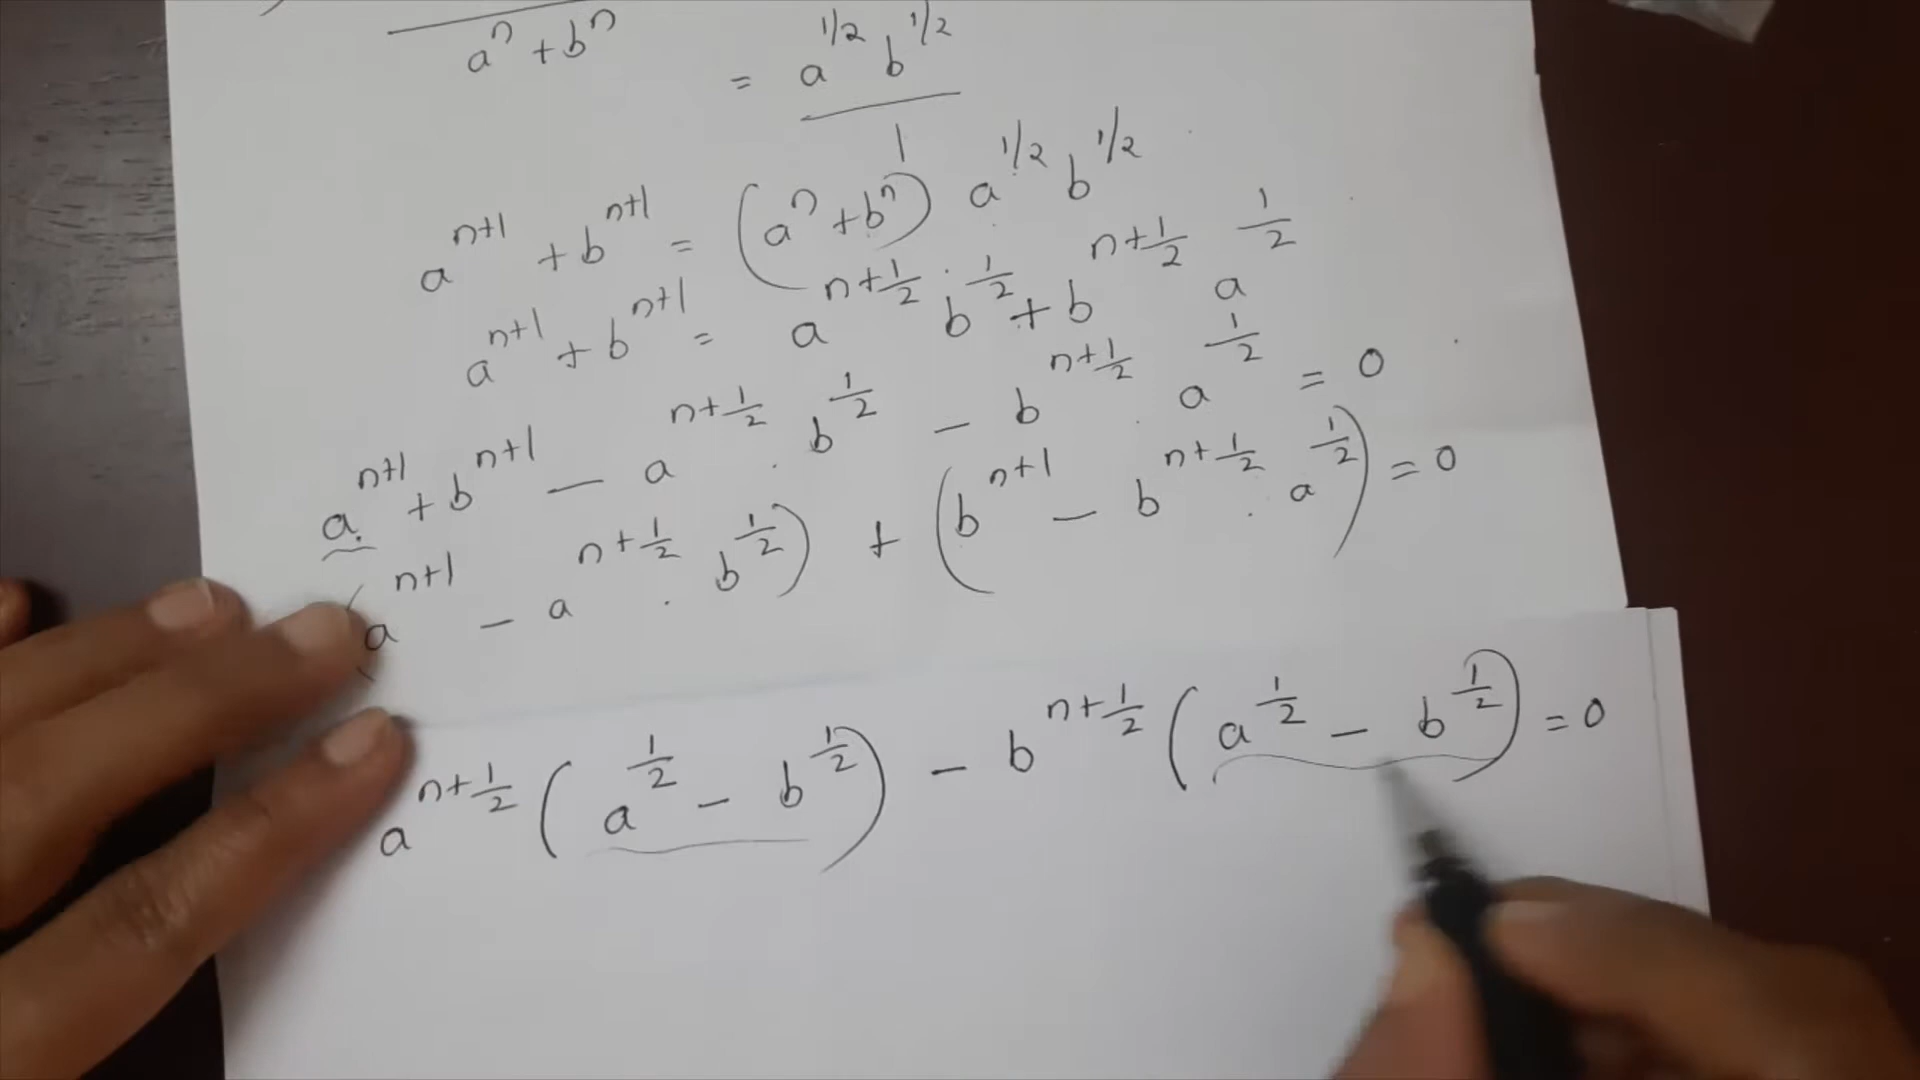 a^n + b^n
= a^{1/2} b^{1/2}
1
a^{n+1} + b^{n+1} = (a^n + b^n) a^{1/2} b^{1/2}
a^{n+1} + b^{n+1} = a^{n+1/2} · b^{1/2} + b^{n+1/2} a^{1/2}
a^{n+1} + b^{n+1} - a^{n+1/2} . b^{1/2} - b^{n+1/2} . a^{1/2} = 0
(a^{n+1} - a^{n+1/2} . b^{1/2}) + (b^{n+1} - b^{n+1/2} . a^{1/2}) = 0
a^{n+1/2} (a^{1/2} - b^{1/2}) - b^{n+1/2} (a^{1/2} - b^{1/2}) = 0